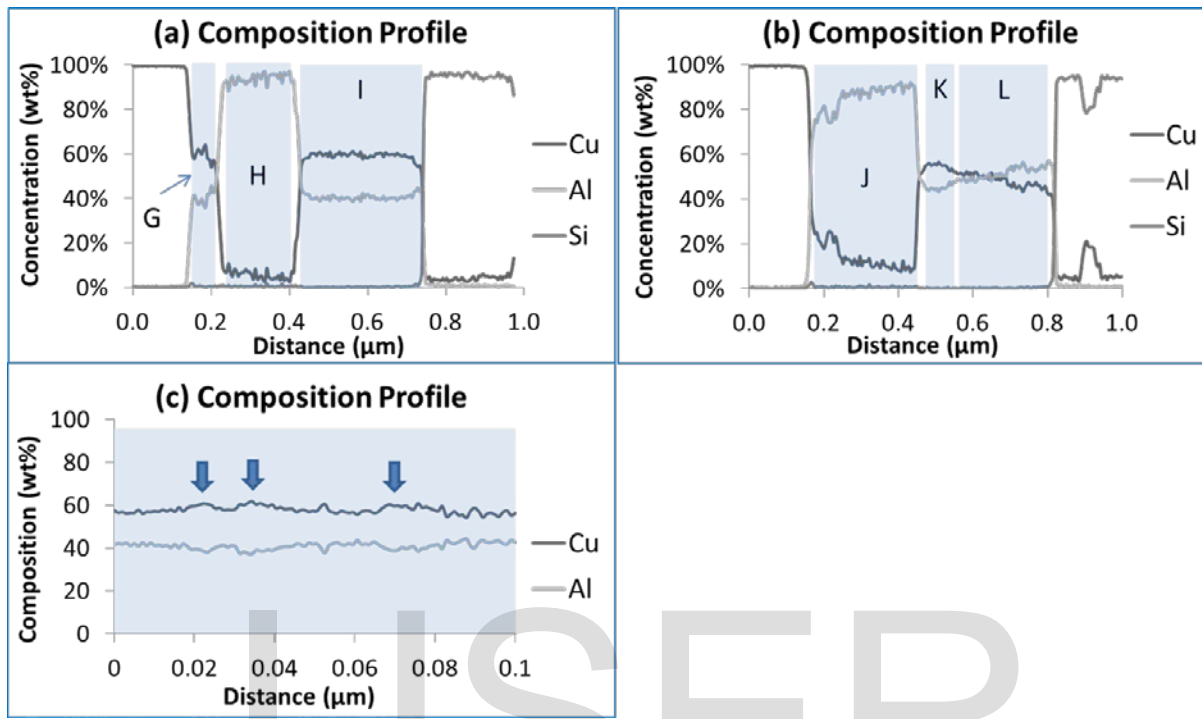 (a) Composition Profile
Concentration (wt%)
100%
80%
60%
40%
20%
0%
G
H
I
Cu
Al
Si
0.0 0.2 0.4 0.6 0.8 1.0
Distance (µm)
(b) Composition Profile
Concentration (wt%)
100%
80%
60%
40%
20%
0%
J
K
L
Cu
Al
Si
0.0 0.2 0.4 0.6 0.8 1.0
Distance (µm)
(c) Composition Profile
Composition (wt%)
100
80
60
40
20
0
Cu
Al
0 0.02 0.04 0.06 0.08 0.1
Distance (µm)